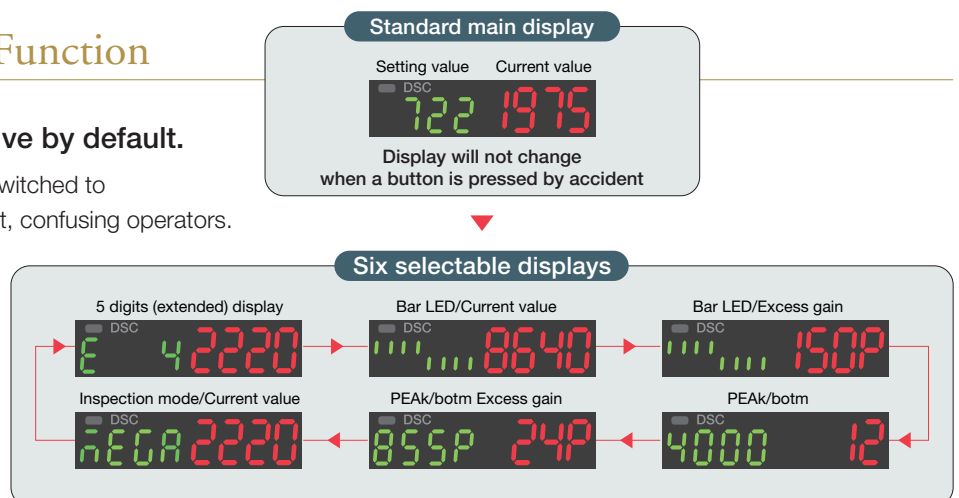 Function
ve by default.
witched to
t, confusing operators.
Standard main display
Setting value Current value
DSC
722 1975
Display will not change
when a button is pressed by accident
Six selectable displays
5 digits (extended) display Bar LED/Current value Bar LED/Excess gain
DSC DSC DSC
E 42220 8640 150P
Inspection mode/Current value PEAk/botm Excess gain PEAk/botm
DSC DSC DSC
MEGA 2220 855P 24P 4000 12